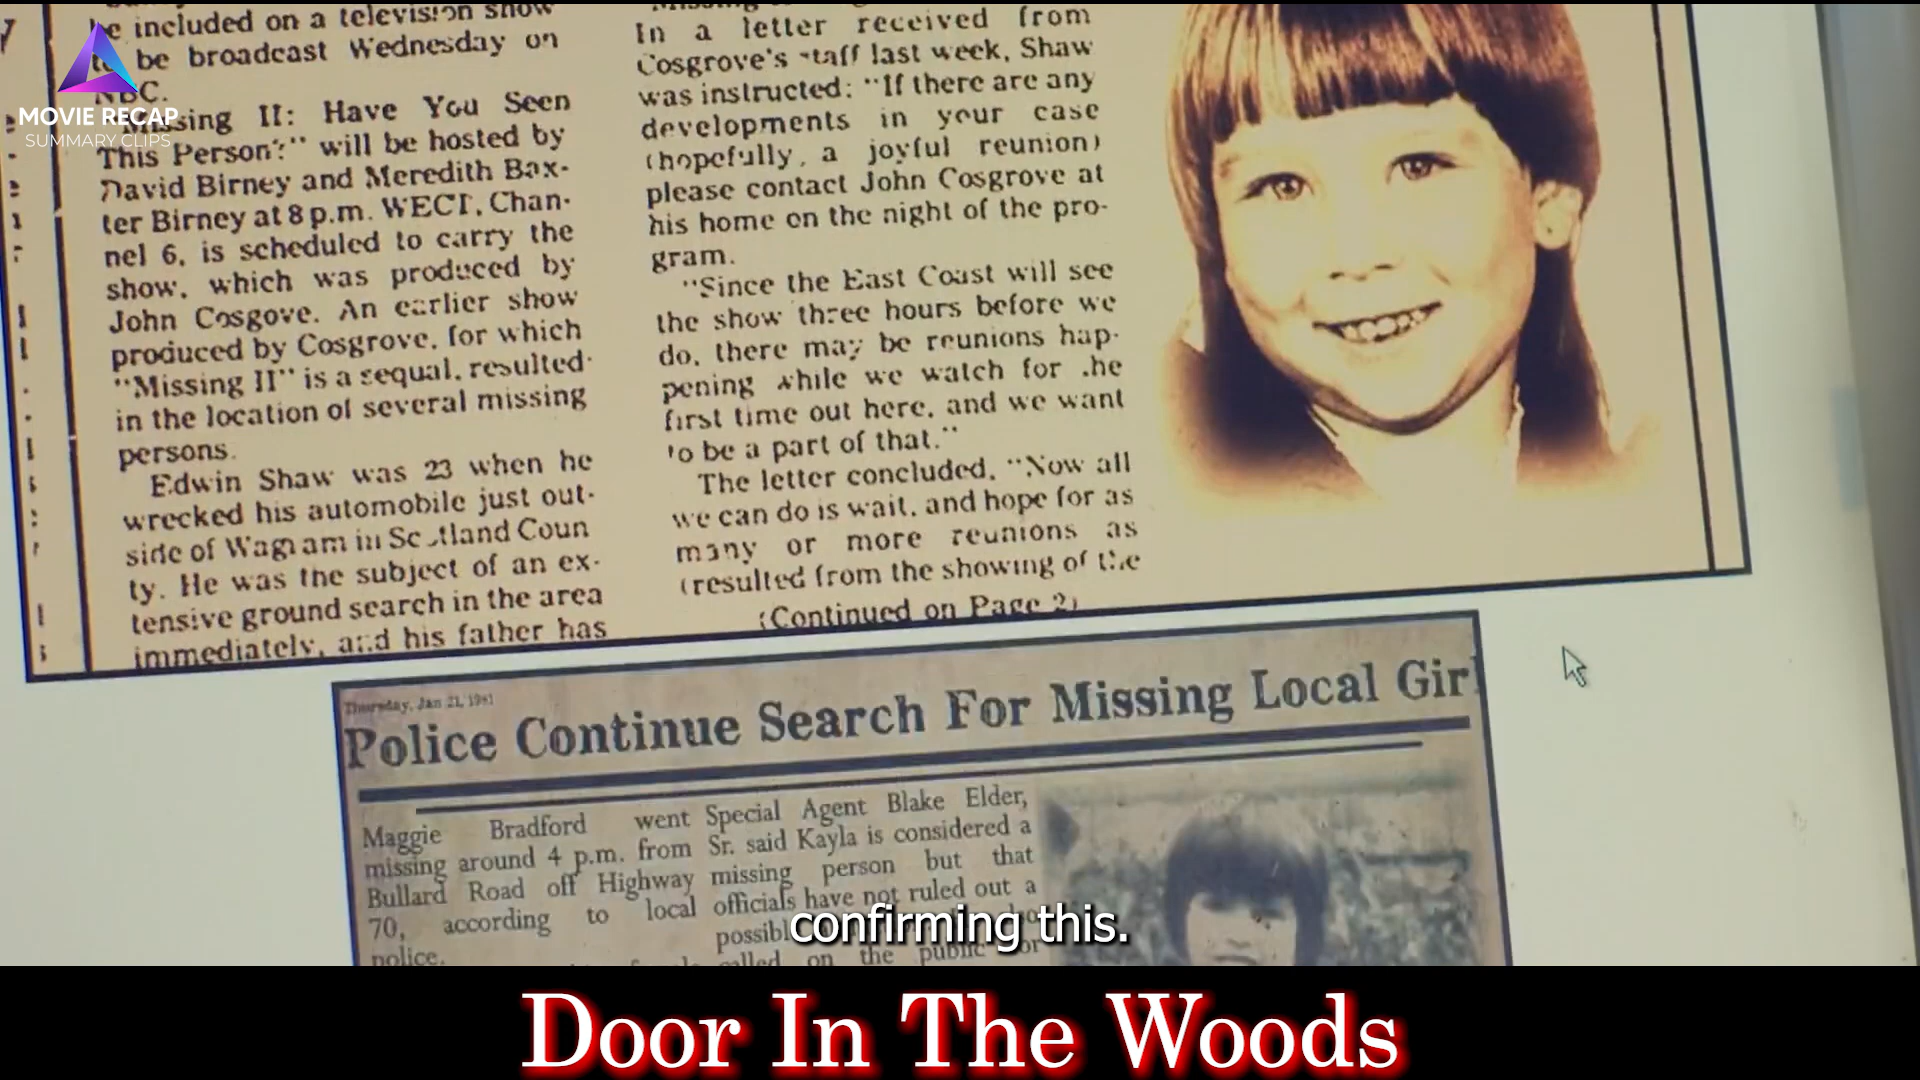 MOVIE RECAP
SUMMARY CLIPS
be included on a television show
be broadcast Wednesday on
NBC.
Missing II: Have You Seen
This Person?" will be hosted by
David Birney and Meredith Bax-
ter Birney at 8 p.m. WECT, Chan-
nel 6, is scheduled to carry the
show, which was produced by
John Cosgove. An earlier show
produced by Cosgrove, for which
"Missing II" is a sequal, resulted
in the location of several missing
persons.
Edwin Shaw was 23 when he
wrecked his automobile just out-
side of Wagram in Scotland Coun
ty. He was the subject of an ex-
tensive ground search in the area
immediately, and his father has
In a letter received from
Cosgrove's staff last week, Shaw
was instructed: "If there are any
developments in your case
(hopefully, a joyful reunion)
please contact John Cosgrove at
his home on the night of the pro-
gram.
"Since the East Coast will see
the show three hours before we
do, there may be reunions hap-
pening while we watch for the
first time out here, and we want
to be a part of that."
The letter concluded, "Now all
we can do is wait, and hope for as
many or more reunions as
(resulted from the showing of the
(Continued on Page 2)
Thursday, Jan 21, 1981
Police Continue Search For Missing Local Girl
Maggie Bradford went
missing around 4 p.m. from
Bullard Road off Highway
70, according to local
police.
Special Agent Blake Elder,
Sr. said Kayla is considered a
missing person but that
officials have not ruled out a
on the public for
confirming this.
Door In The Woods